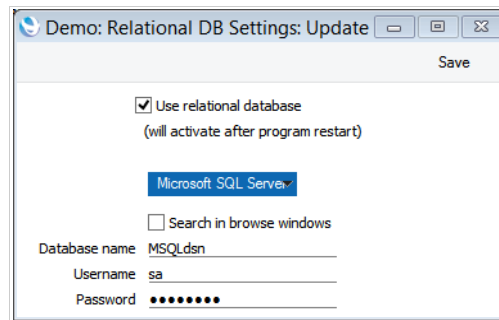 Demo: Relational DB Settings: Update
Save
Use relational database
(will activate after program restart)
Microsoft SQL Server
Search in browse windows
Database name MSQLdsn
Username sa
Password ●●●●●●●●